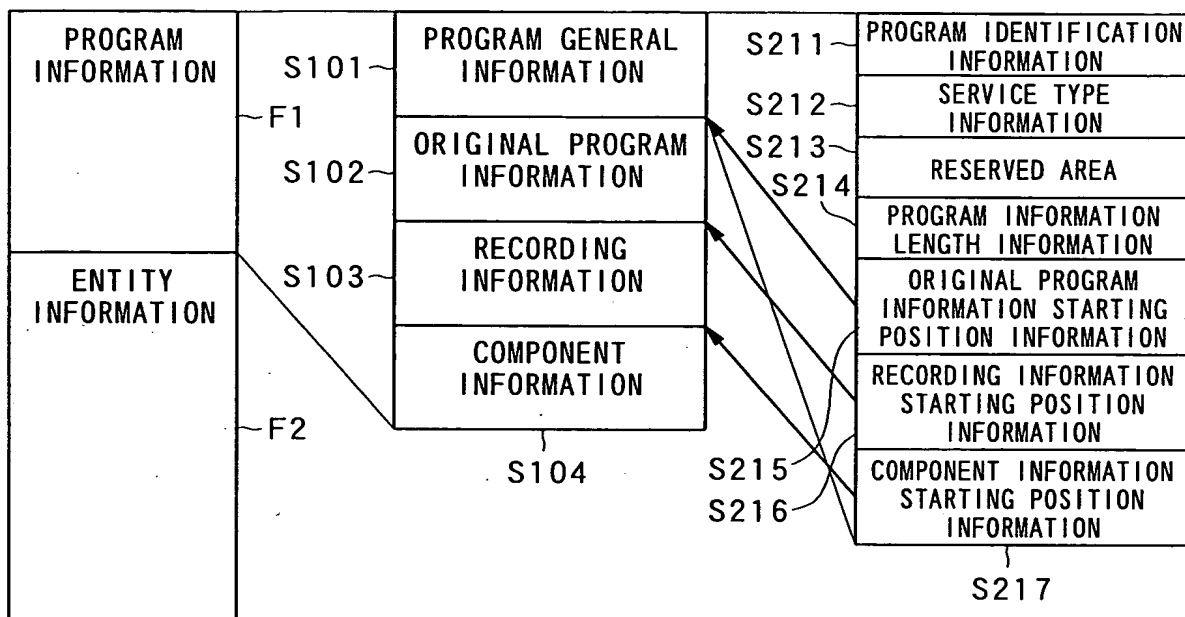 PROGRAM
INFORMATION
F1
ENTITY
INFORMATION
F2
S101
PROGRAM GENERAL
INFORMATION
S102
ORIGINAL PROGRAM
INFORMATION
S103
RECORDING
INFORMATION
COMPONENT
INFORMATION
S104
S211
PROGRAM IDENTIFICATION
INFORMATION
S212
SERVICE TYPE
INFORMATION
S213
RESERVED AREA
S214
PROGRAM INFORMATION
LENGTH INFORMATION
ORIGINAL PROGRAM
INFORMATION STARTING
POSITION INFORMATION
S215
RECORDING INFORMATION
STARTING POSITION
INFORMATION
S216
COMPONENT INFORMATION
STARTING POSITION
INFORMATION
S217